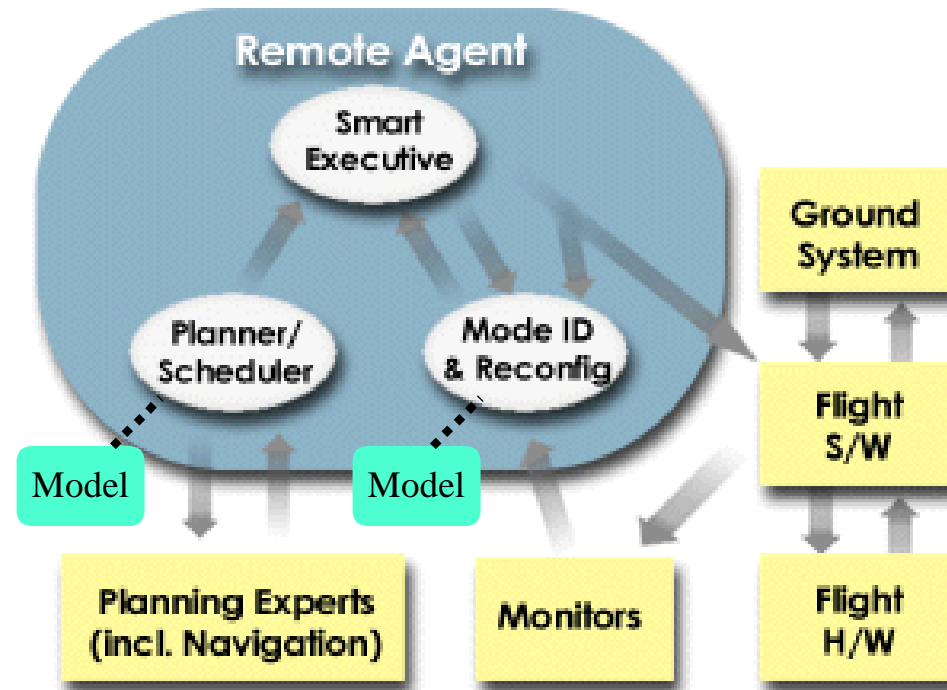 Remote Agent
Smart
Executive
Ground
System
Planner/
Scheduler
Mode ID
& Reconfig
Flight
S/W
Model
Model
Planning Experts
(incl. Navigation)
Monitors
Flight
H/W